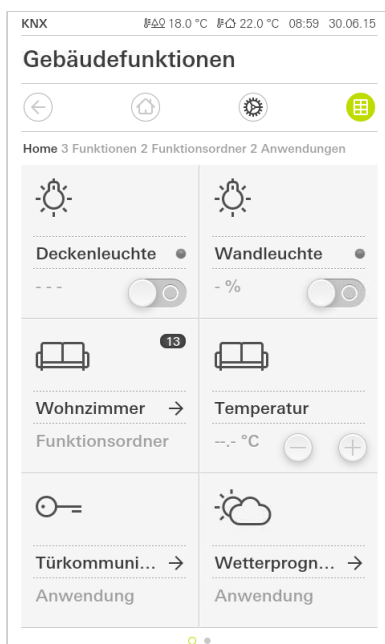 KNX 18.0 °C 22.0 °C 08:59 30.06.15
Gebäudefunktionen
Home 3 Funktionen 2 Funktionsordner 2 Anwendungen
Deckenleuchte Wandleuchte
- - - - %
13
Wohnzimmer → Temperatur
Funktionsordner --.- °C
Türkommuni... → Wetterprogn... →
Anwendung Anwendung